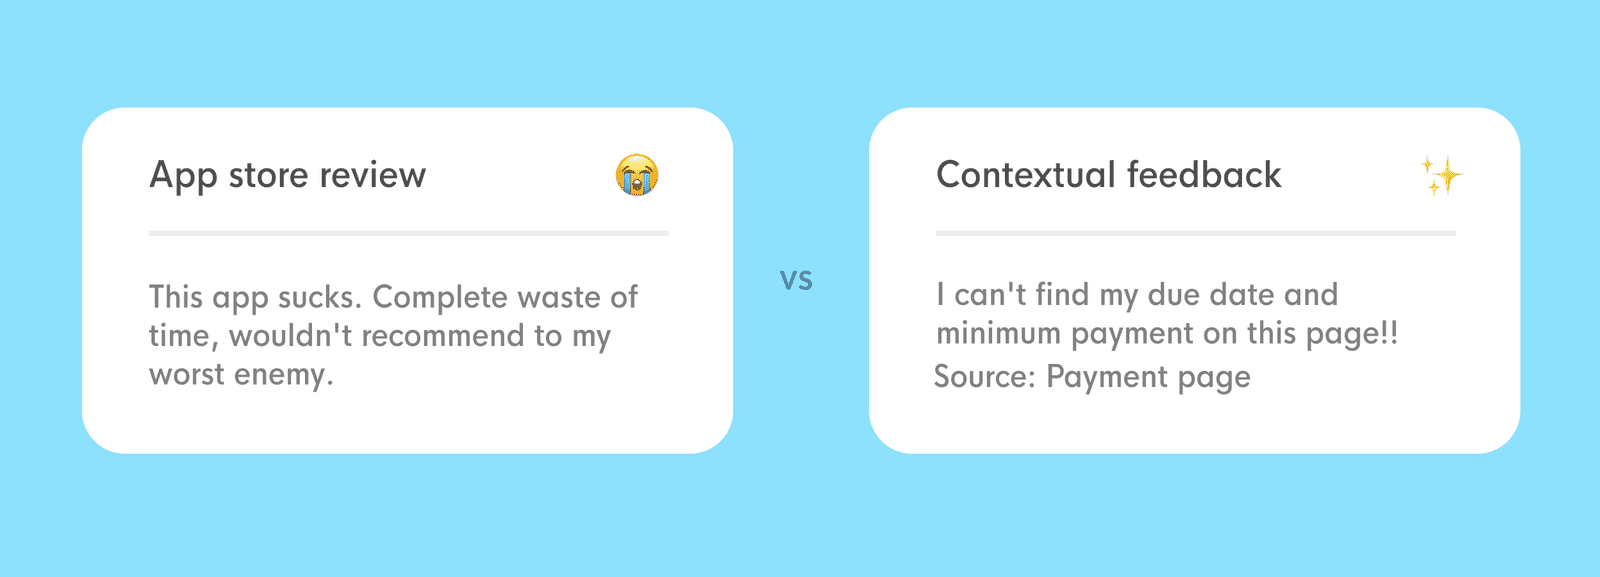 App store review
This app sucks. Complete waste of
time, wouldn't recommend to my
worst enemy.
vs
Contextual feedback
I can't find my due date and
minimum payment on this page!!
Source: Payment page